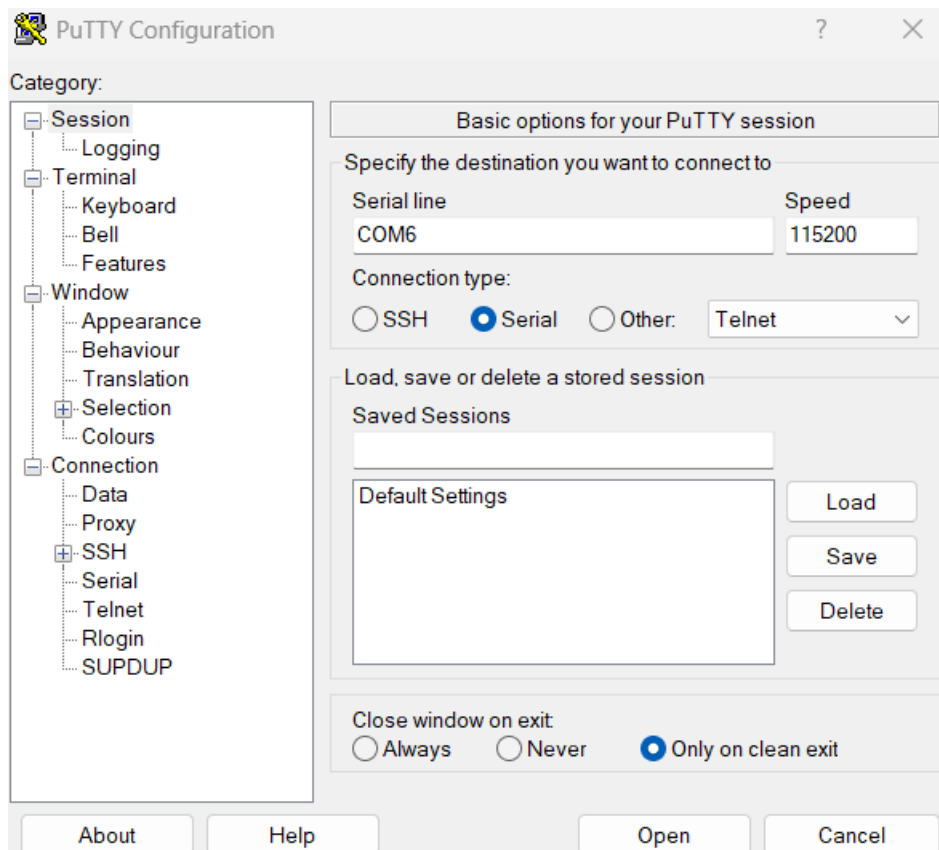 PuTTY Configuration
?
Category:
Session
Logging
Terminal
Keyboard
Bell
Features
Window
Appearance
Behaviour
Translation
Selection
Colours
Connection
Data
Proxy
SSH
Serial
Telnet
Rlogin
SUPDUP
Basic options for your PuTTY session
Specify the destination you want to connect to
Serial line Speed
COM6 115200
Connection type:
SSH Serial Other: Telnet
Load, save or delete a stored session
Saved Sessions
Default Settings
Load
Save
Delete
Close window on exit:
Always Never Only on clean exit
About Help Open Cancel